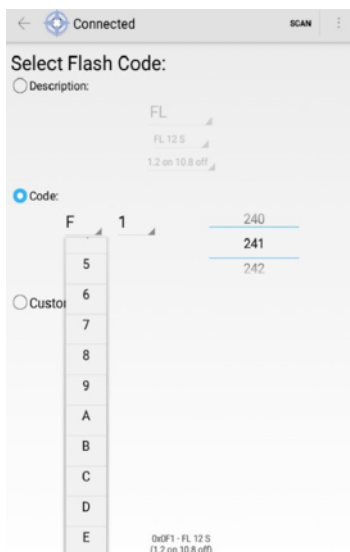 Connected SCAN
Select Flash Code:
Description:
FL
FL 12 S
1.2 on 10.8 off
Code:
F 1 240
241
242
5
6
Custo
7
8
9
A
B
C
D
E
0x0F1 - FL 12 S
(1.2 on 10.8 off)